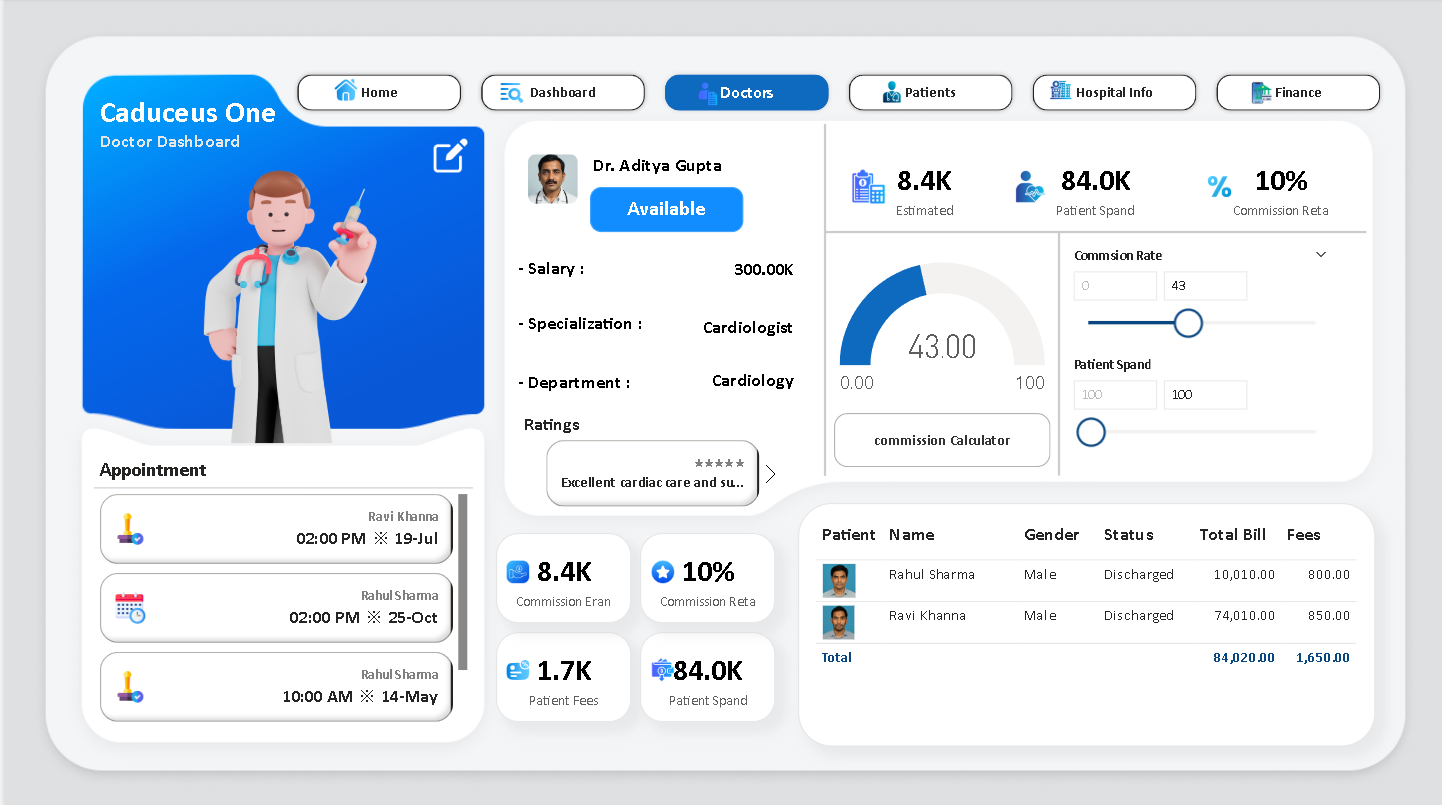 Caduceus One
Doctor Dashboard
Home
Dashboard
Doctors
Patients
Hospital Info
Finance
Dr. Aditya Gupta
Available
- Salary : 300.00K
- Specialization : Cardiologist
- Department : Cardiology
Ratings
★★★★★
Excellent cardiac care and su...
8.4K
Estimated
84.0K
Patient Spand
%
10%
Commission Reta
43.00
0.00
100
commission Calculator
Commsion Rate
0
43
Patient Spand
100
100
Appointment
Ravi Khanna
02:00 PM ※ 19-Jul
Rahul Sharma
02:00 PM ※ 25-Oct
Rahul Sharma
10:00 AM ※ 14-May
8.4K
Commission Eran
10%
Commission Reta
1.7K
Patient Fees
84.0K
Patient Spand
Patient Name Gender Status Total Bill Fees
Rahul Sharma Male Discharged 10,010.00 800.00
Ravi Khanna Male Discharged 74,010.00 850.00
Total 84,020.00 1,650.00